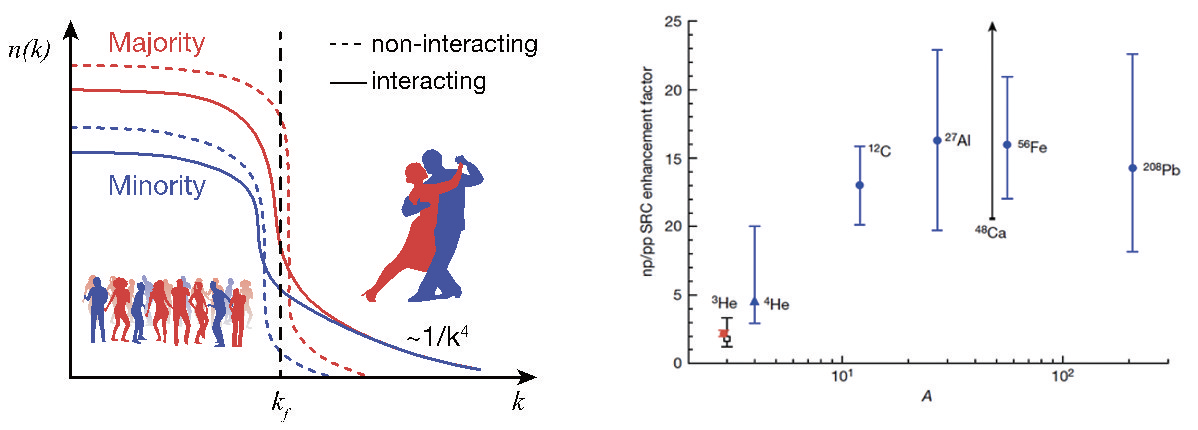 n(k)
Majority
Minority
non-interacting
interacting
~1/k⁴
k_f
k
np/pp SRC enhancement factor
25
20
15
20
5
0
³He
⁴He
¹²C
²⁷Al
⁴⁸Ca
⁵⁶Fe
²⁰⁸Pb
10¹
10²
A